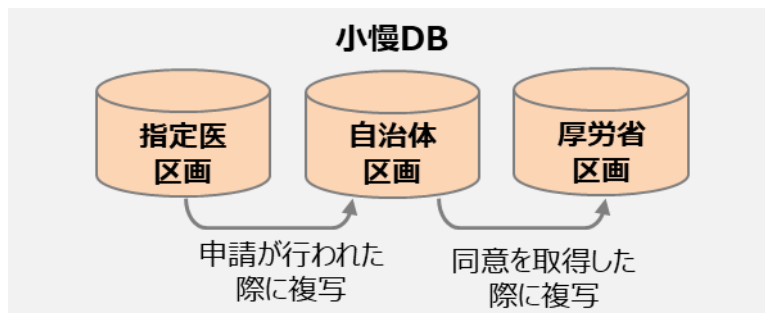 小慢DB
指定医
区画
自治体
区画
厚労省
区画
申請が行われた
際に複写
同意を取得した
際に複写